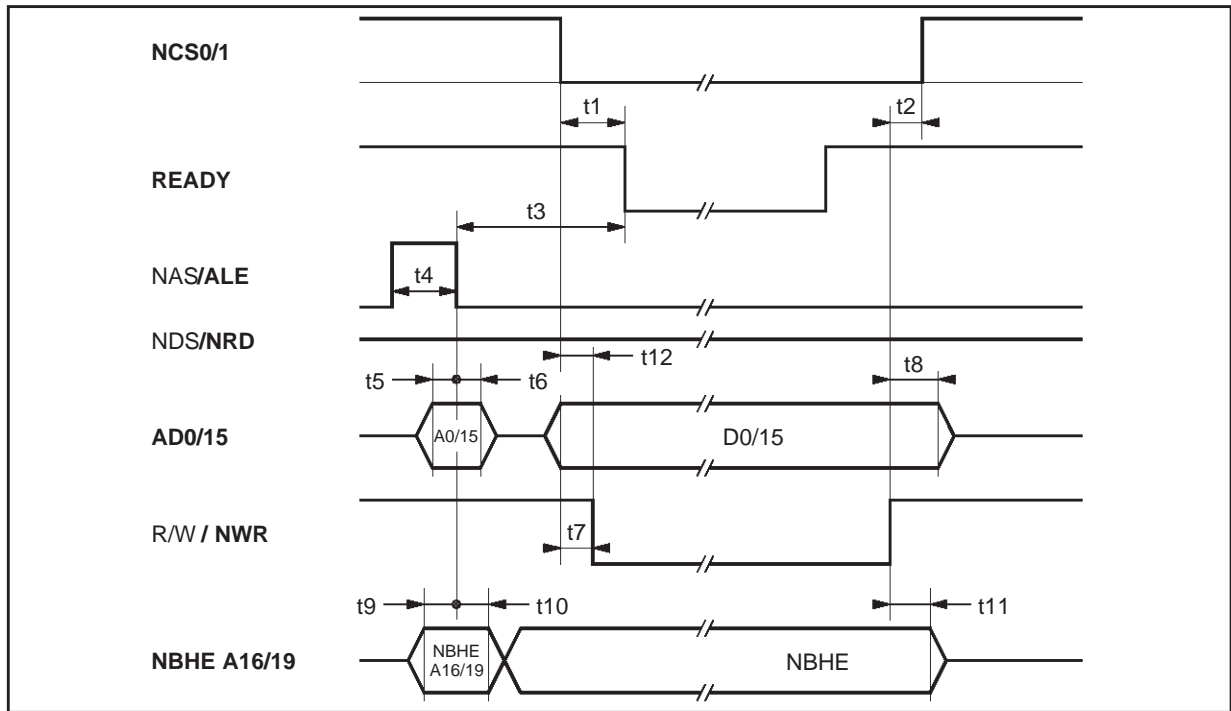 NCS0/1
t1
t2
READY
t3
NAS/ALE
t4
NDS/NRD
t12
t5
t6
t8
AD0/15
A0/15
D0/15
R/W / NWR
t7
t9
t10
t11
NBHE A16/19
NBHE
A16/19
NBHE